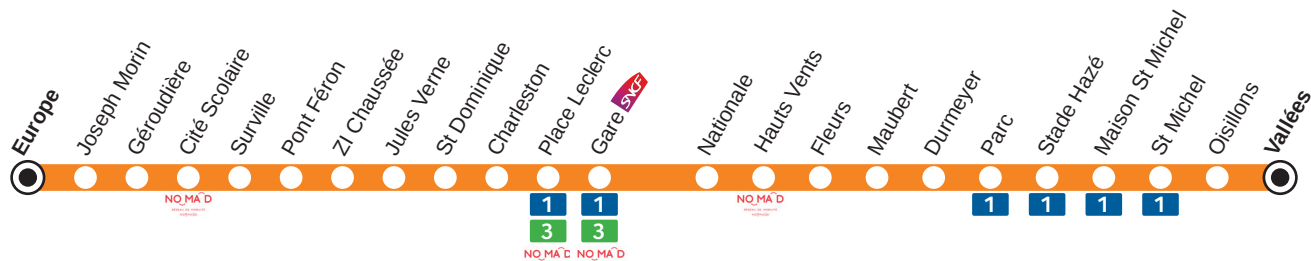 Europe
Joseph Morin
Géroudière
Cité Scolaire
Surville
Pont Féron
ZI Chaussée
Jules Verne
St Dominique
Charleston
Place Leclerc
Gare SNCF
Nationale
Hauts Vents
Fleurs
Maubert
Durmeyer
Parc
Stade Hazé
Maison St Michel
St Michel
Oisillons
Vallées
NOMAD
NOMAD
1
1
1
1
1
1
3
3
NOMAD
NOMAD